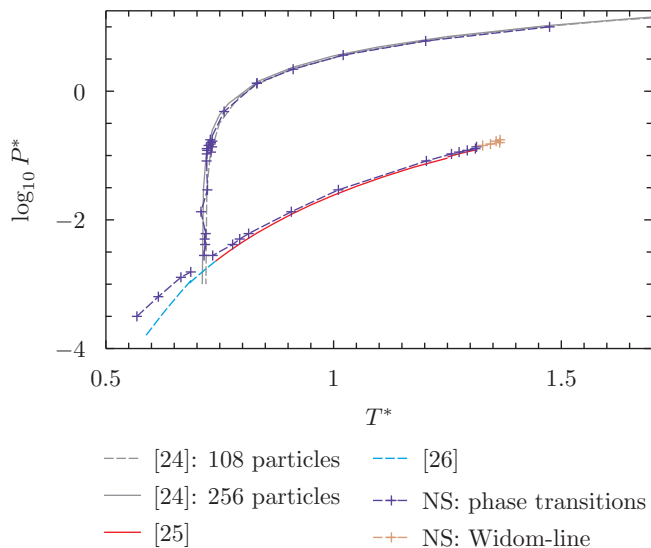 0
log₁₀ P*
−2
−4
0.5 1 1.5
T*
[24]: 108 particles
[24]: 256 particles
[25]
[26]
NS: phase transitions
NS: Widom-line